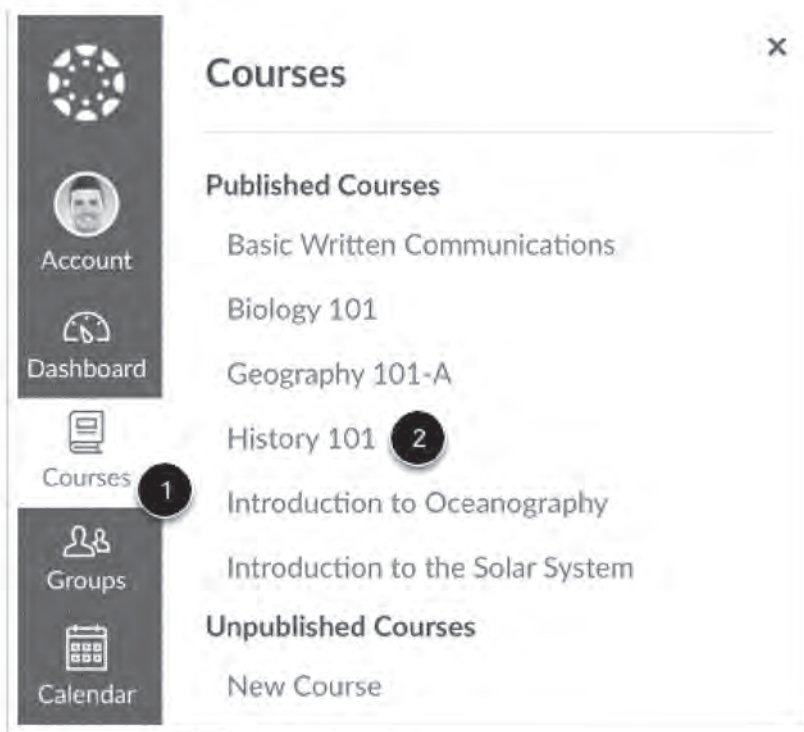 Courses
Published Courses
Basic Written Communications
Biology 101
Geography 101-A
History 101 2
Introduction to Oceanography
Introduction to the Solar System
Unpublished Courses
New Course
Account
Dashboard
Courses 1
Groups
Calendar